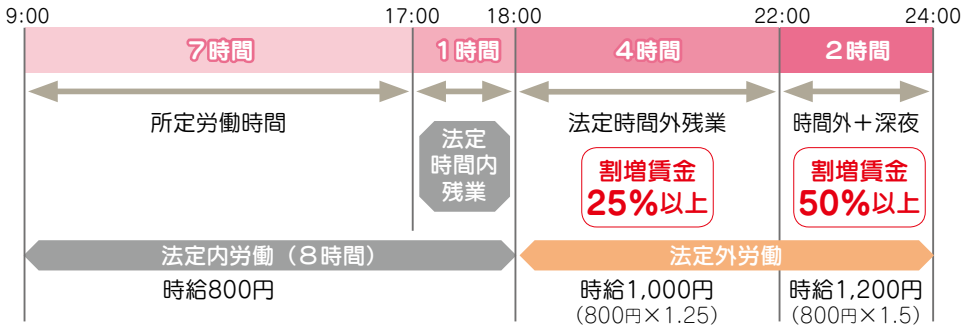 9:00 17:00 18:00 22:00 24:00
7時間 1時間 4時間 2時間
所定労働時間
法定
時間内
残業
法定時間外残業
割増賃金
25%以上
時間外＋深夜
割増賃金
50%以上
法定内労働（8時間）
法定外労働
時給800円
時給1,000円
（800円×1.25）
時給1,200円
（800円×1.5）